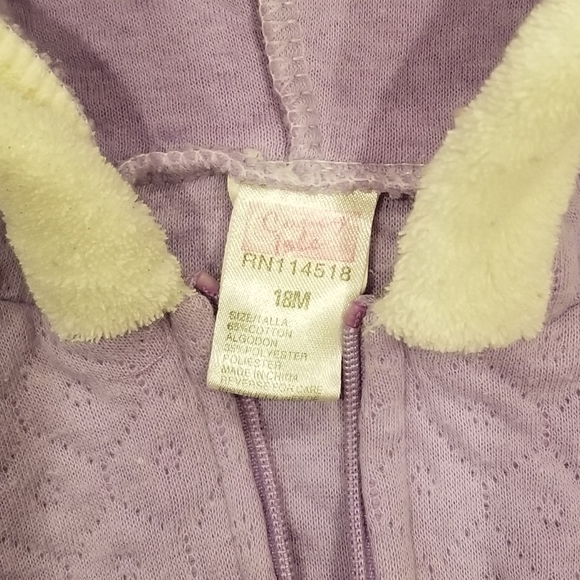 RN114518
18M
SIZE/TALLA
65% COTTON
ALGODON
35% POLYESTER
POLIESTER
MADE IN CHINA
REVERSE FOR CARE